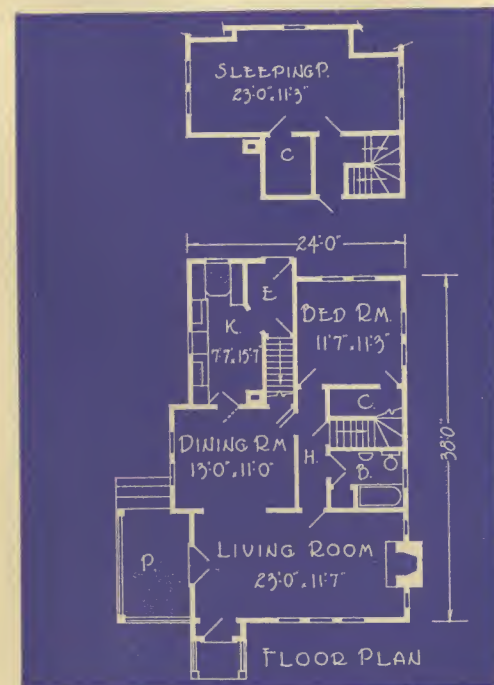 SLEEPING P.
23'-0" x 11'-3"
C
24'-0"
E
K.
7'-7" x 15'-7"
BED RM.
11'-7" x 11'-3"
C.
DINING RM
13'-0" x 11'-0"
H.
B.
38'-0"
P.
LIVING ROOM
23'-0" x 11'-7"
FLOOR PLAN